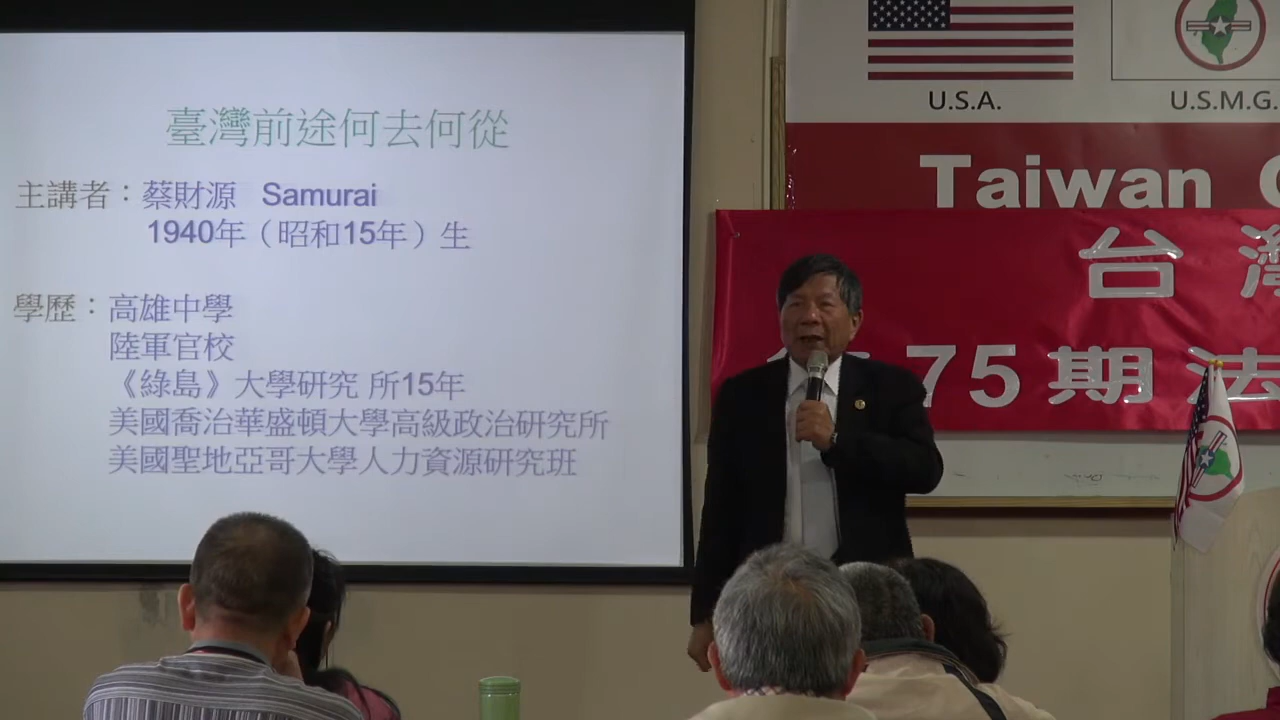 臺灣前途何去何從
主講者：蔡財源 Samurai
1940年（昭和15年）生
學歷：高雄中學
陸軍官校
《綠島》大學研究 所15年
美國喬治華盛頓大學高級政治研究所
美國聖地亞哥大學人力資源研究班
U.S.A.
U.S.M.G.
Taiwan C
台灣
75期法